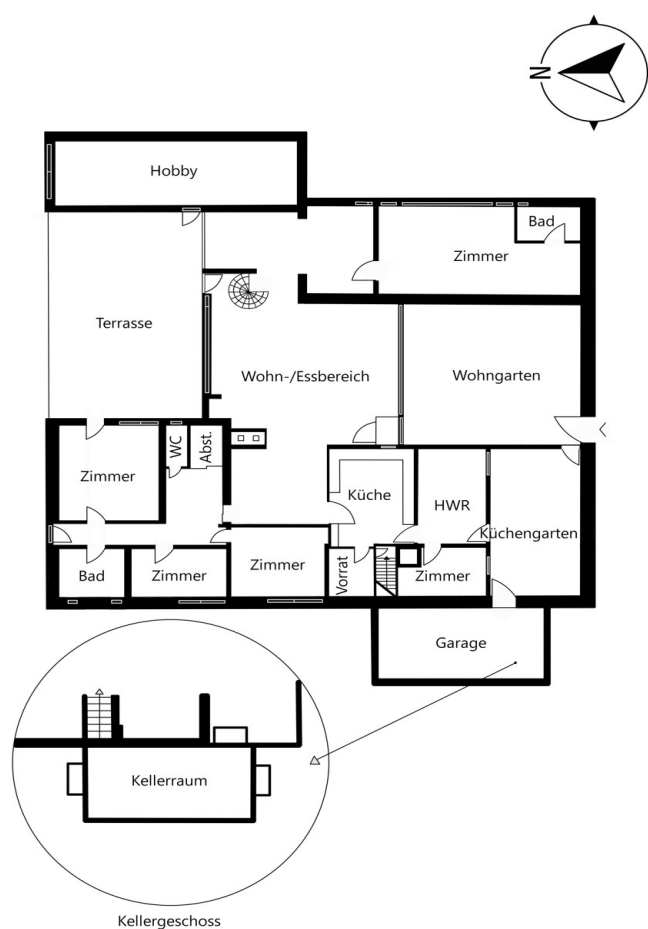 N
Hobby
Bad
Zimmer
Terrasse
Wohn-/Essbereich
Wohngarten
WC
Abst.
Zimmer
Küche
HWR
Küchengarten
Bad
Zimmer
Zimmer
Vorrat
Zimmer
Garage
Kellerraum
Kellergeschoss